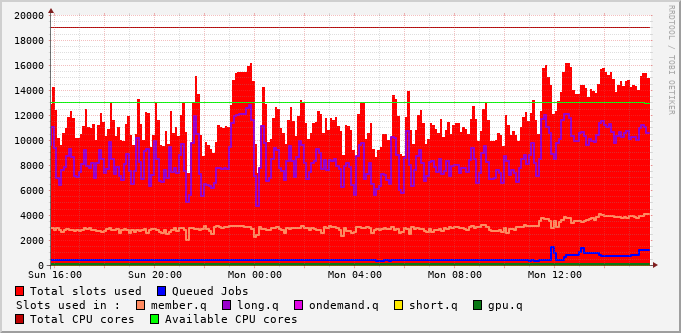 20000
18000
16000
14000
12000
10000
8000
6000
4000
2000
0
Sun 16:00 Sun 20:00 Mon 00:00 Mon 04:00 Mon 08:00 Mon 12:00
Total slots used Queued Jobs
Slots used in : member.q long.q ondemand.q short.q gpu.q
Total CPU cores Available CPU cores
RRDTOOL / TOBI OETIKER